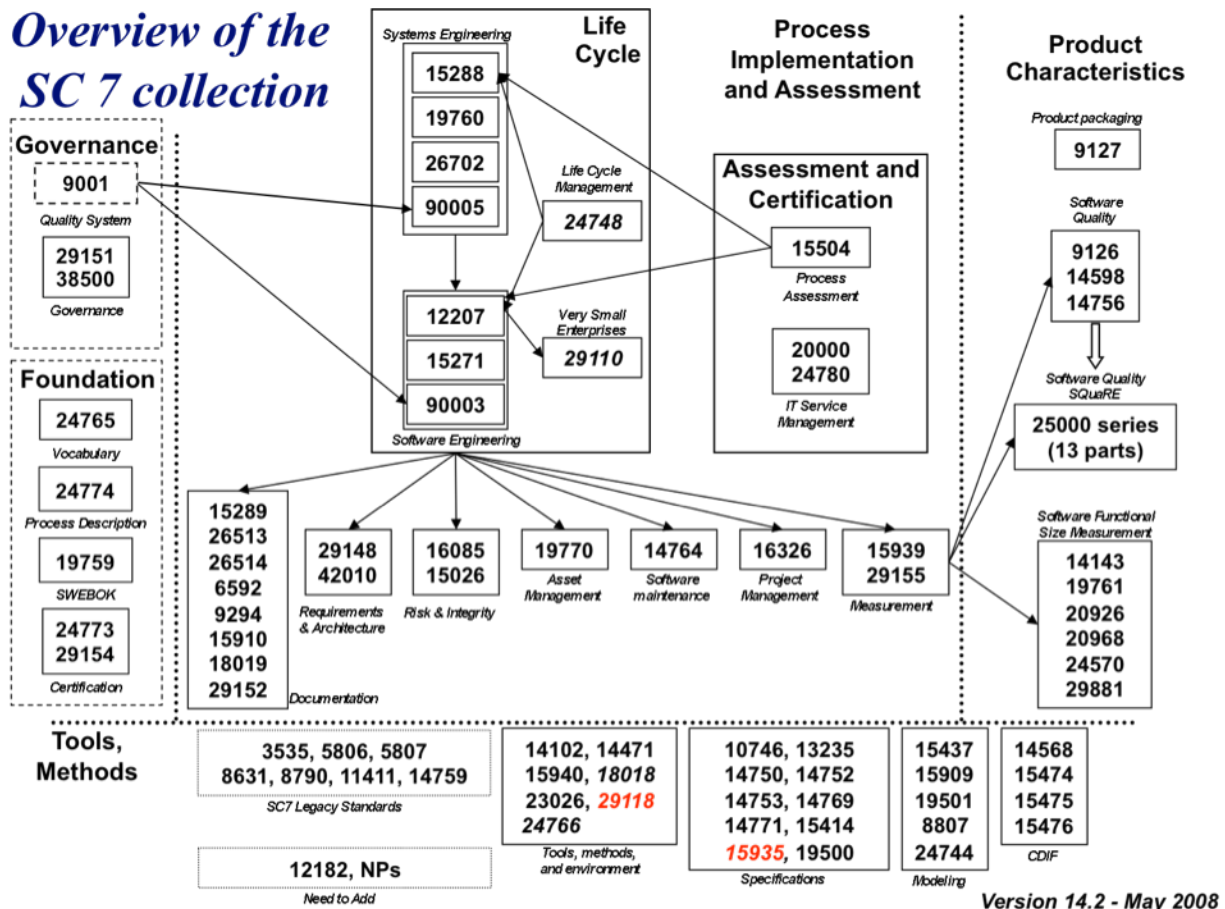 Overview of the
SC 7 collection
Governance
9001
Quality System
29151
38500
Governance
Foundation
24765
Vocabulary
24774
Process Description
19759
SWEBOK
24773
29154
Certification
Life
Cycle
Systems Engineering
15288
19760
26702
90005
Life Cycle
Management
24748
12207
15271
90003
Software Engineering
Very Small
Enterprises
29110
Process
Implementation
and Assessment
Assessment and
Certification
15504
Process
Assessment
20000
24780
IT Service
Management
Product
Characteristics
Product packaging
9127
Software
Quality
9126
14598
14756
Software Quality
SQuaRE
25000 series
(13 parts)
Software Functional
Size Measurement
14143
19761
20926
20968
24570
29881
15289
26513
26514
6592
9294
15910
18019
29152
Documentation
29148
42010
Requirements
& Architecture
16085
15026
Risk & Integrity
19770
Asset
Management
14764
Software
maintenance
16326
Project
Management
15939
29155
Measurement
Tools,
Methods
3535, 5806, 5807
8631, 8790, 11411, 14759
SC7 Legacy Standards
12182, NPs
Need to Add
14102, 14471
15940, 18018
23026, 29118
24766
Tools, methods,
and environment
10746, 13235
14750, 14752
14753, 14769
14771, 15414
15935, 19500
Specifications
15437
15909
19501
8807
24744
Modeling
14568
15474
15475
15476
CDIF
Version 14.2 - May 2008